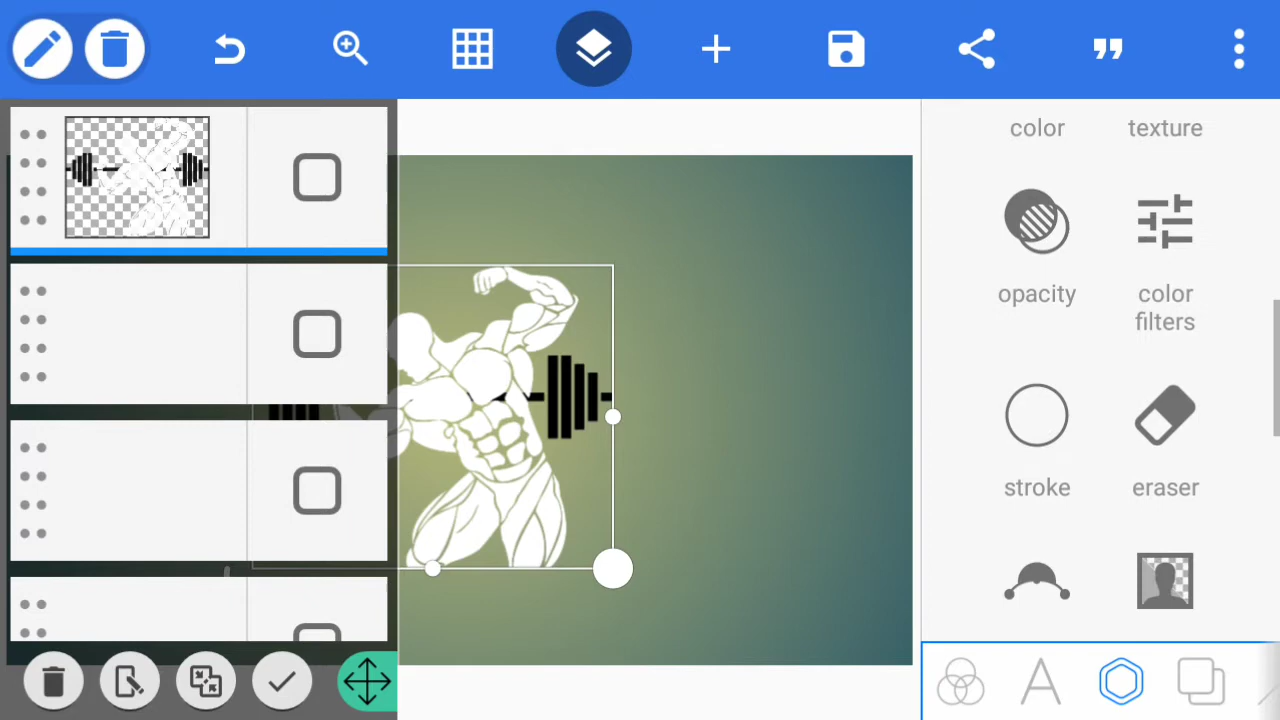 color
texture
opacity
color
filters
stroke
eraser